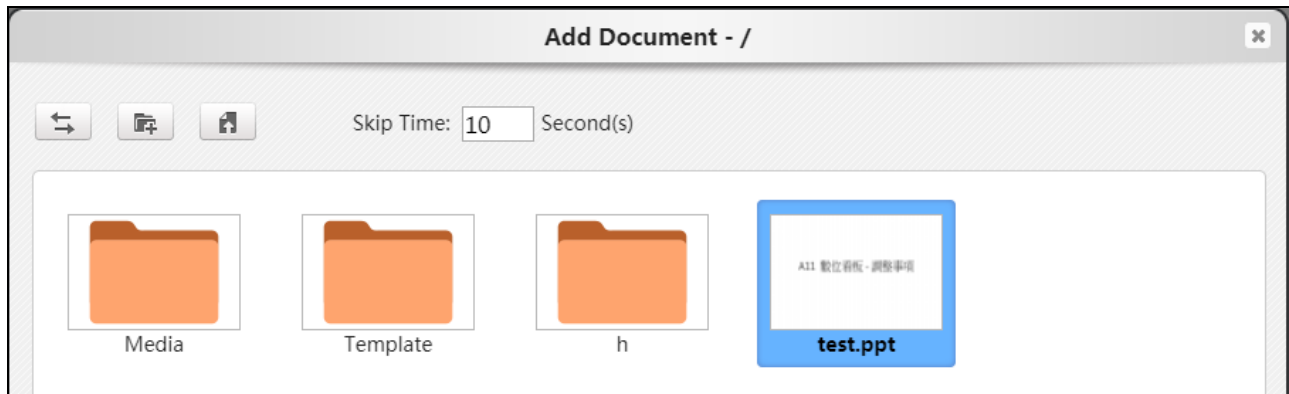 Add Document - /
Skip Time: 10 Second(s)
A11 數位看板 - 調整事項
Media Template h test.ppt